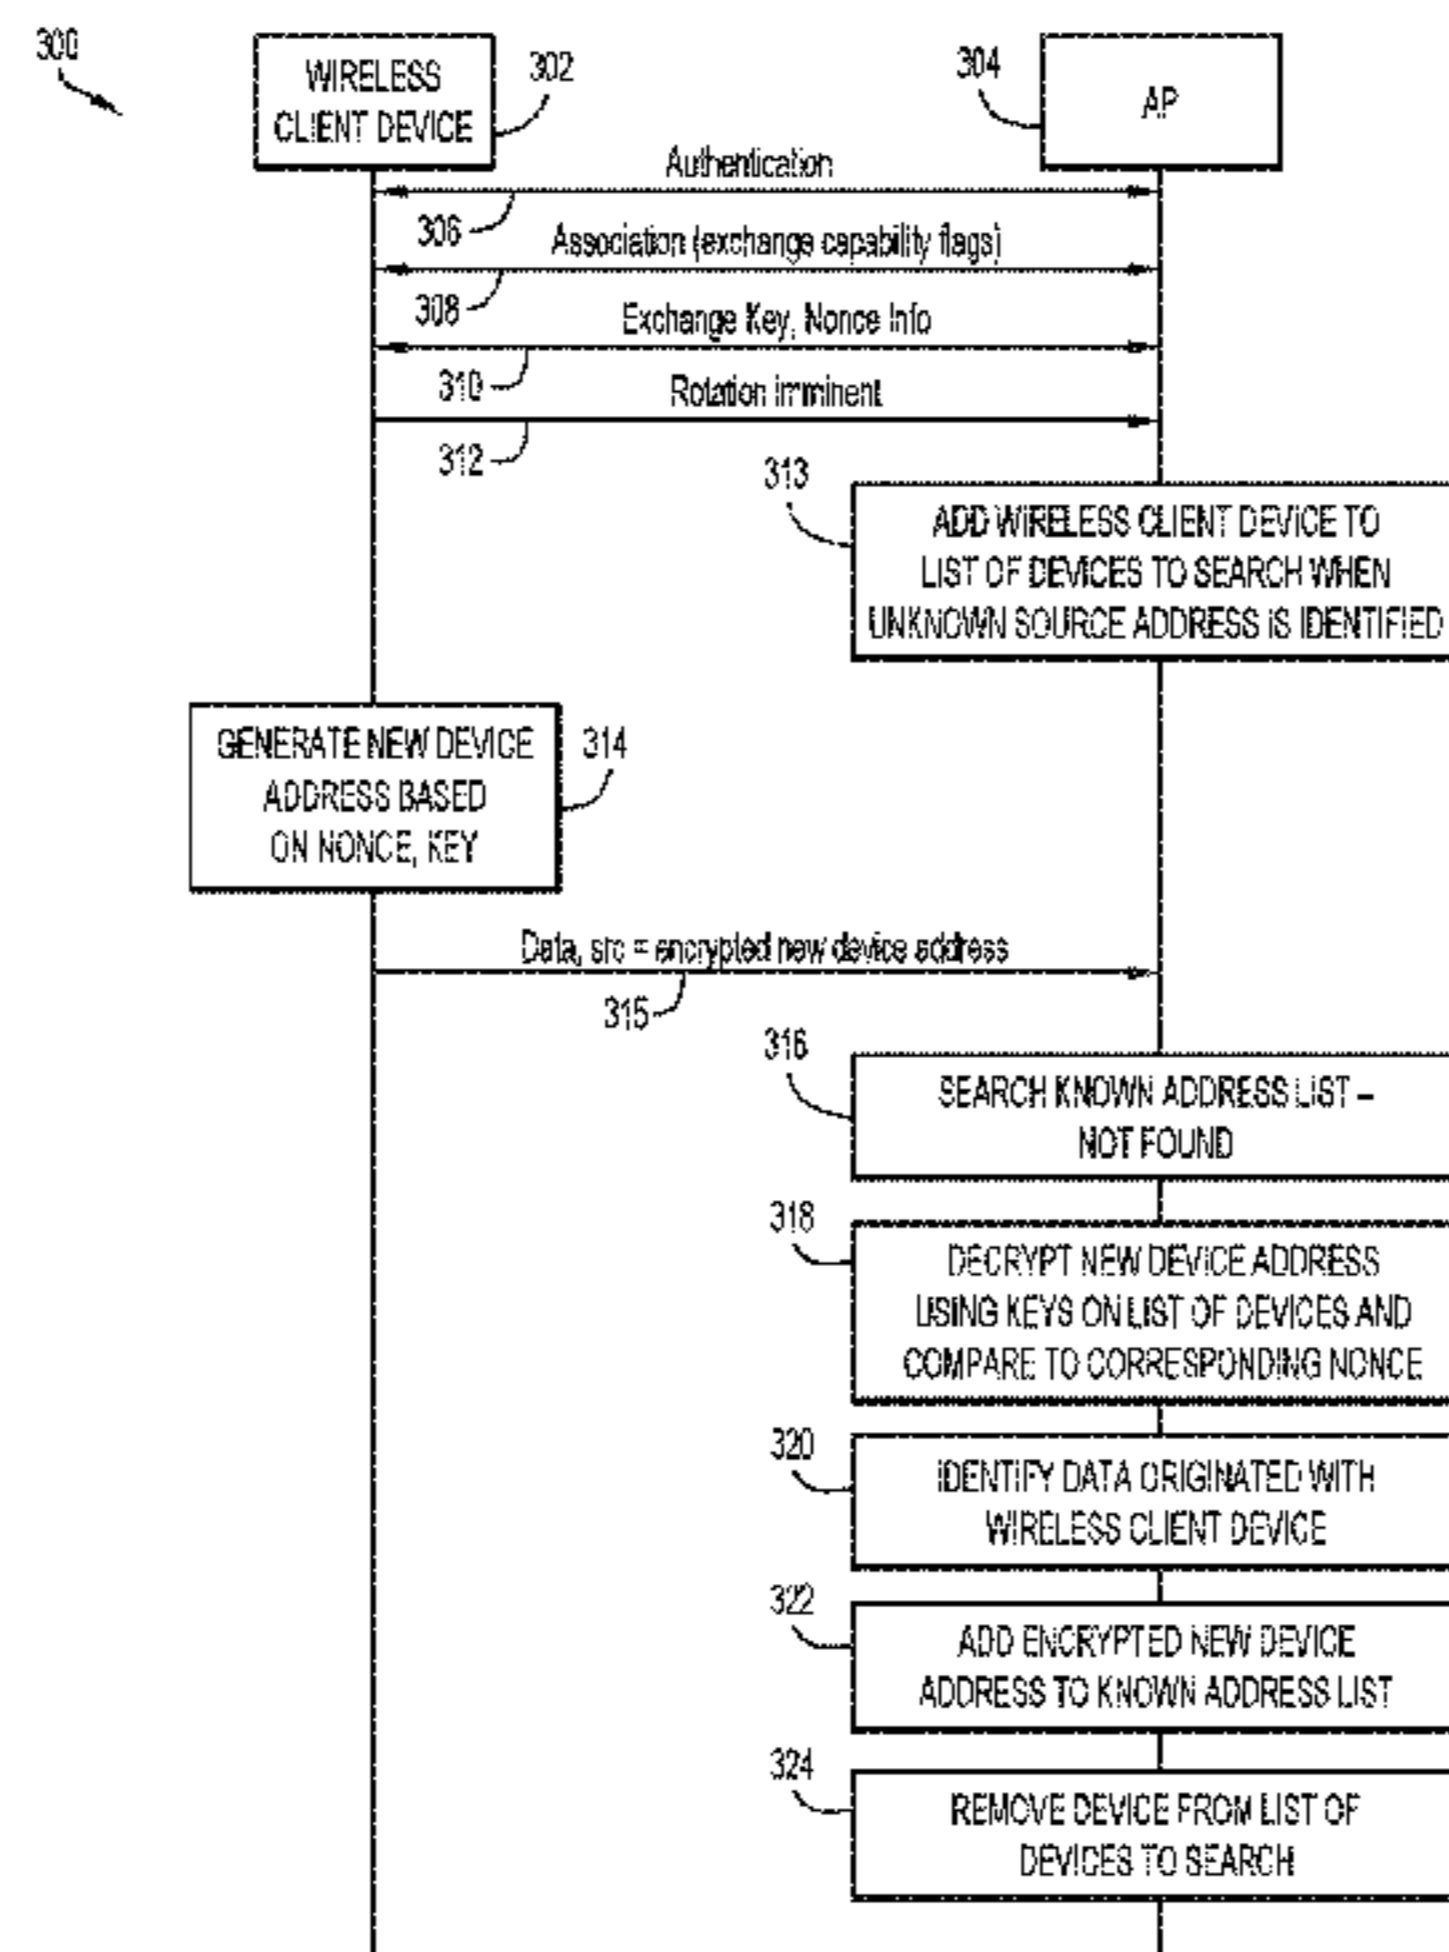 300
WIRELESS
CLIENT DEVICE
302
304
AP
Authentication
306
Association (exchange capability flags)
308
Exchange Key, Nonce Info
310
Rotation imminent
312
313
ADD WIRELESS CLIENT DEVICE TO
LIST OF DEVICES TO SEARCH WHEN
UNKNOWN SOURCE ADDRESS IS IDENTIFIED
GENERATE NEW DEVICE
ADDRESS BASED
ON NONCE, KEY
314
Data, src = encrypted new device address
315
316
SEARCH KNOWN ADDRESS LIST –
NOT FOUND
318
DECRYPT NEW DEVICE ADDRESS
USING KEYS ON LIST OF DEVICES AND
COMPARE TO CORRESPONDING NONCE
320
IDENTIFY DATA ORIGINATED WITH
WIRELESS CLIENT DEVICE
322
ADD ENCRYPTED NEW DEVICE
ADDRESS TO KNOWN ADDRESS LIST
324
REMOVE DEVICE FROM LIST OF
DEVICES TO SEARCH